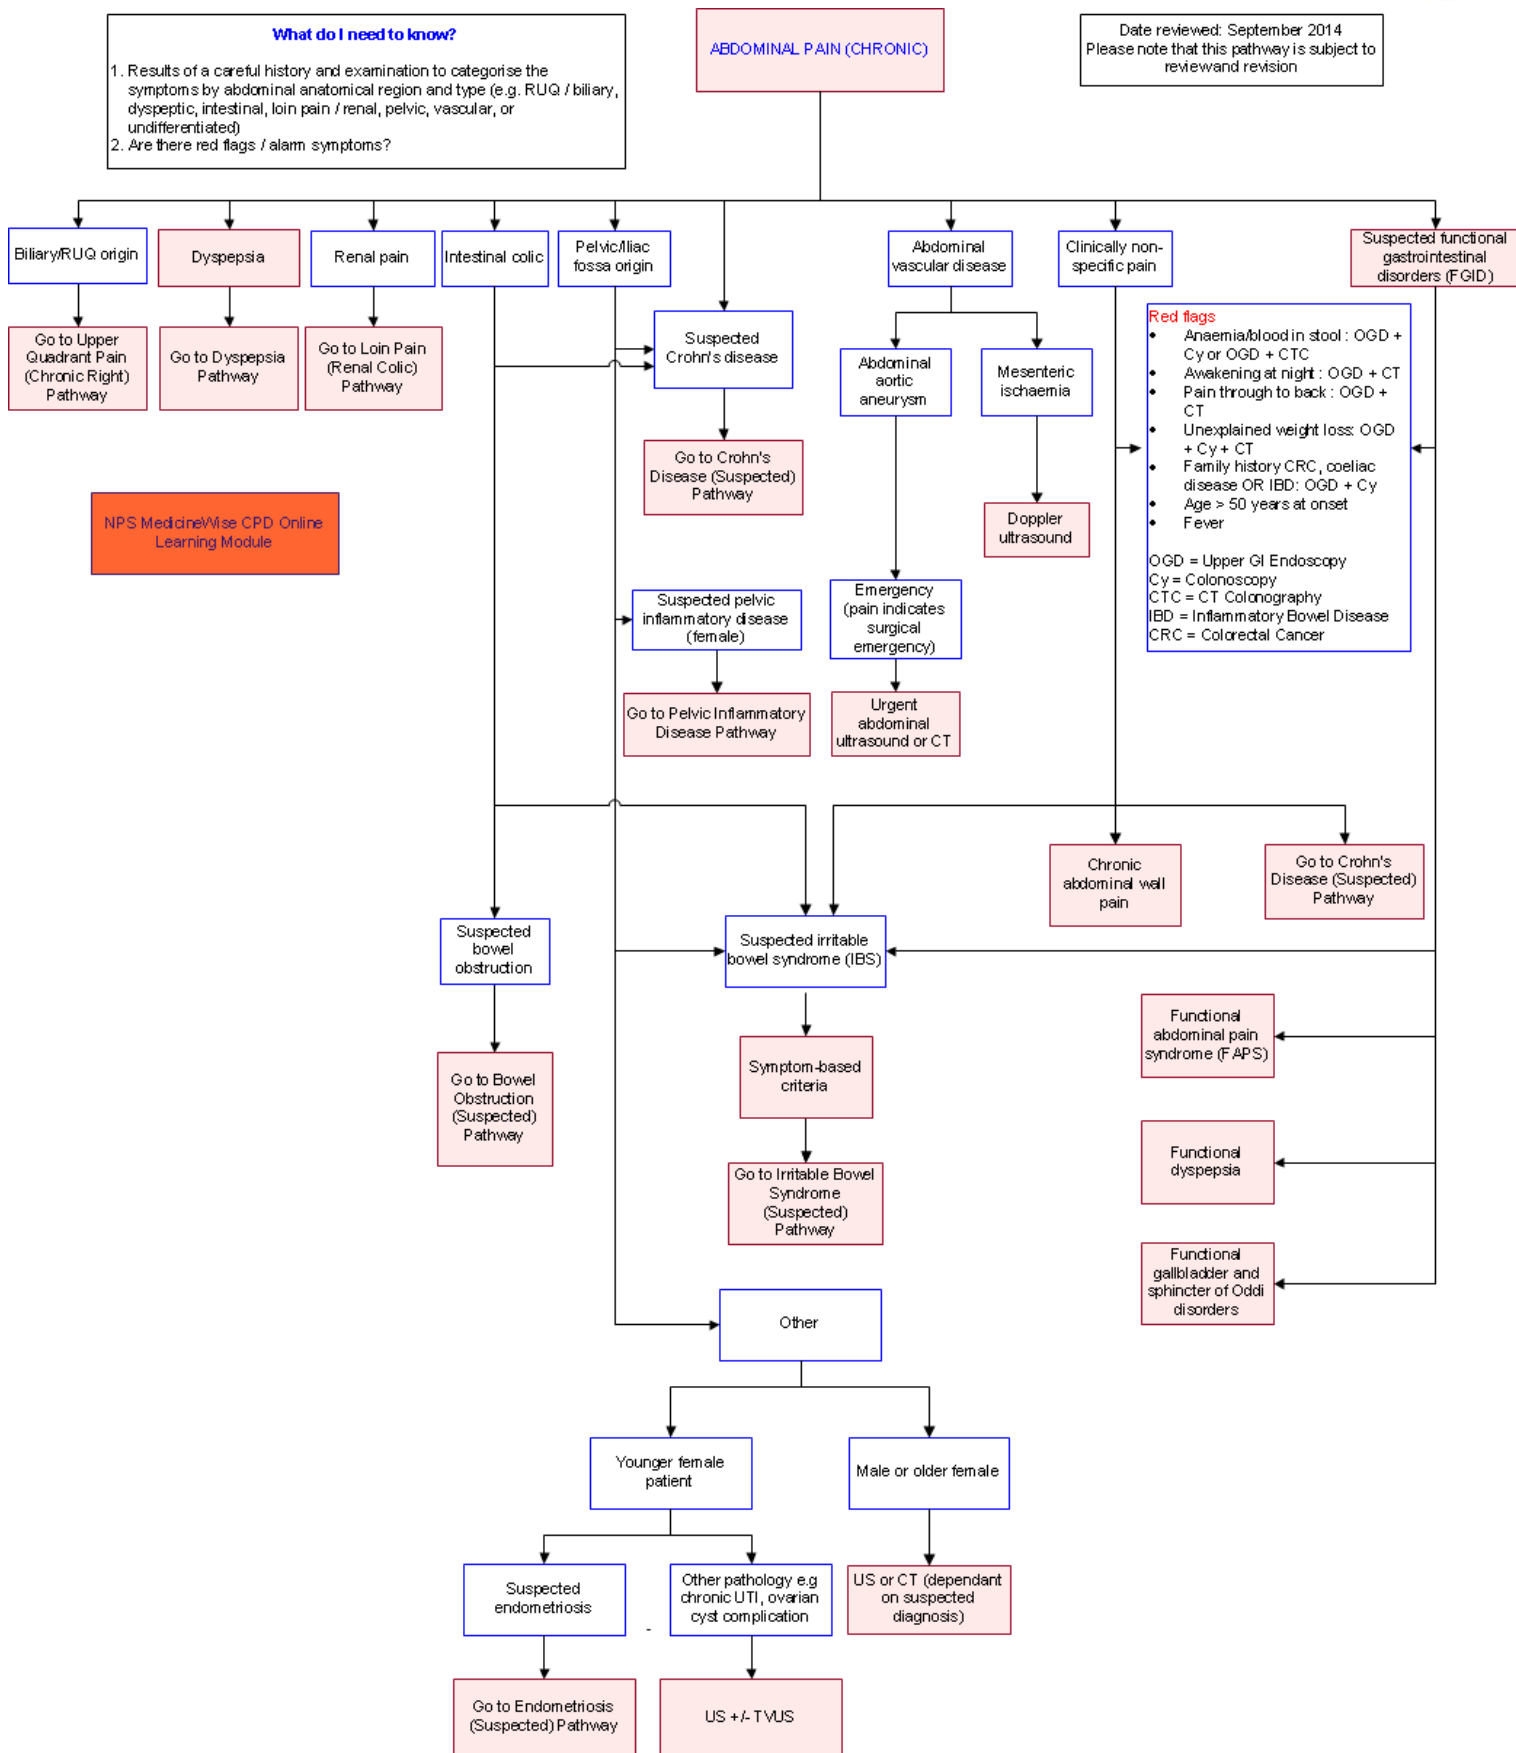 What do I need to know?
1. Results of a careful history and examination to categorise the
symptoms by abdominal anatomical region and type (e.g. RUQ / biliary,
dyspeptic, intestinal, loin pain / renal, pelvic, vascular, or
undifferentiated)
2. Are there red flags / alarm symptoms?
ABDOMINAL PAIN (CHRONIC)
Date reviewed: September 2014
Please note that this pathway is subject to
reviewand revision
Biliary/RUQ origin
Dyspepsia
Renal pain
Intestinal colic
Pelvic/Iliac
fossa origin
Abdominal
vascular disease
Clinically non-
specific pain
Suspected functional
gastrointestinal
disorders (FGID)
Go to Upper
Quadrant Pain
(Chronic Right)
Pathway
Go to Dyspepsia
Pathway
Go to Loin Pain
(Renal Colic)
Pathway
Suspected
Crohn's disease
Abdominal
aortic
aneurysm
Mesenteric
ischaemia
Red flags
• Anaemia/blood in stool : OGD +
Cy or OGD + CTC
• Awakening at night : OGD + CT
• Pain through to back : OGD +
CT
• Unexplained weight loss: OGD
+ Cy + CT
• Family history CRC, coeliac
disease OR IBD: OGD + Cy
• Age > 50 years at onset
• Fever
OGD = Upper GI Endoscopy
Cy = Colonoscopy
CTC = CT Colonography
IBD = Inflammatory Bowel Disease
CRC = Colorectal Cancer
Go to Crohn's
Disease (Suspected)
Pathway
NPS MedicineWise CPD Online
Learning Module
Doppler
ultrasound
Suspected pelvic
inflammatory disease
(female)
Emergency
(pain indicates
surgical
emergency)
Go to Pelvic Inflammatory
Disease Pathway
Urgent
abdominal
ultrasound or CT
Chronic
abdominal wall
pain
Go to Crohn's
Disease (Suspected)
Pathway
Suspected
bowel
obstruction
Suspected irritable
bowel syndrome (IBS)
Functional
abdominal pain
syndrome (FAPS)
Go to Bowel
Obstruction
(Suspected)
Pathway
Symptom-based
criteria
Functional
dyspepsia
Go to Irritable Bowel
Syndrome
(Suspected)
Pathway
Functional
gallbladder and
sphincter of Oddi
disorders
Other
Younger female
patient
Male or older female
Suspected
endometriosis
-
Other pathology e.g
chronic UTI, ovarian
cyst complication
US or CT (dependant
on suspected
diagnosis)
Go to Endometriosis
(Suspected) Pathway
US +/- TVUS